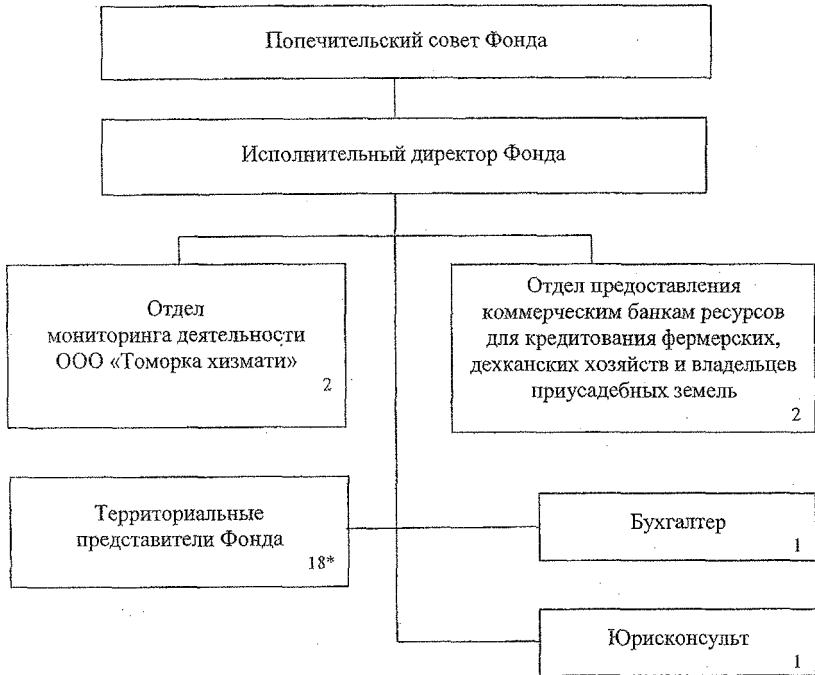 Попечительский совет Фонда
Исполнительный директор Фонда
Отдел
мониторинга деятельности
ООО «Томорка хизмати»
2
Отдел предоставления
коммерческим банкам ресурсов
для кредитования фермерских,
дехканских хозяйств и владельцев
приусадебных земель
2
Территориальные
представители Фонда
18*
Бухгалтер
1
Юрисконсульт
1